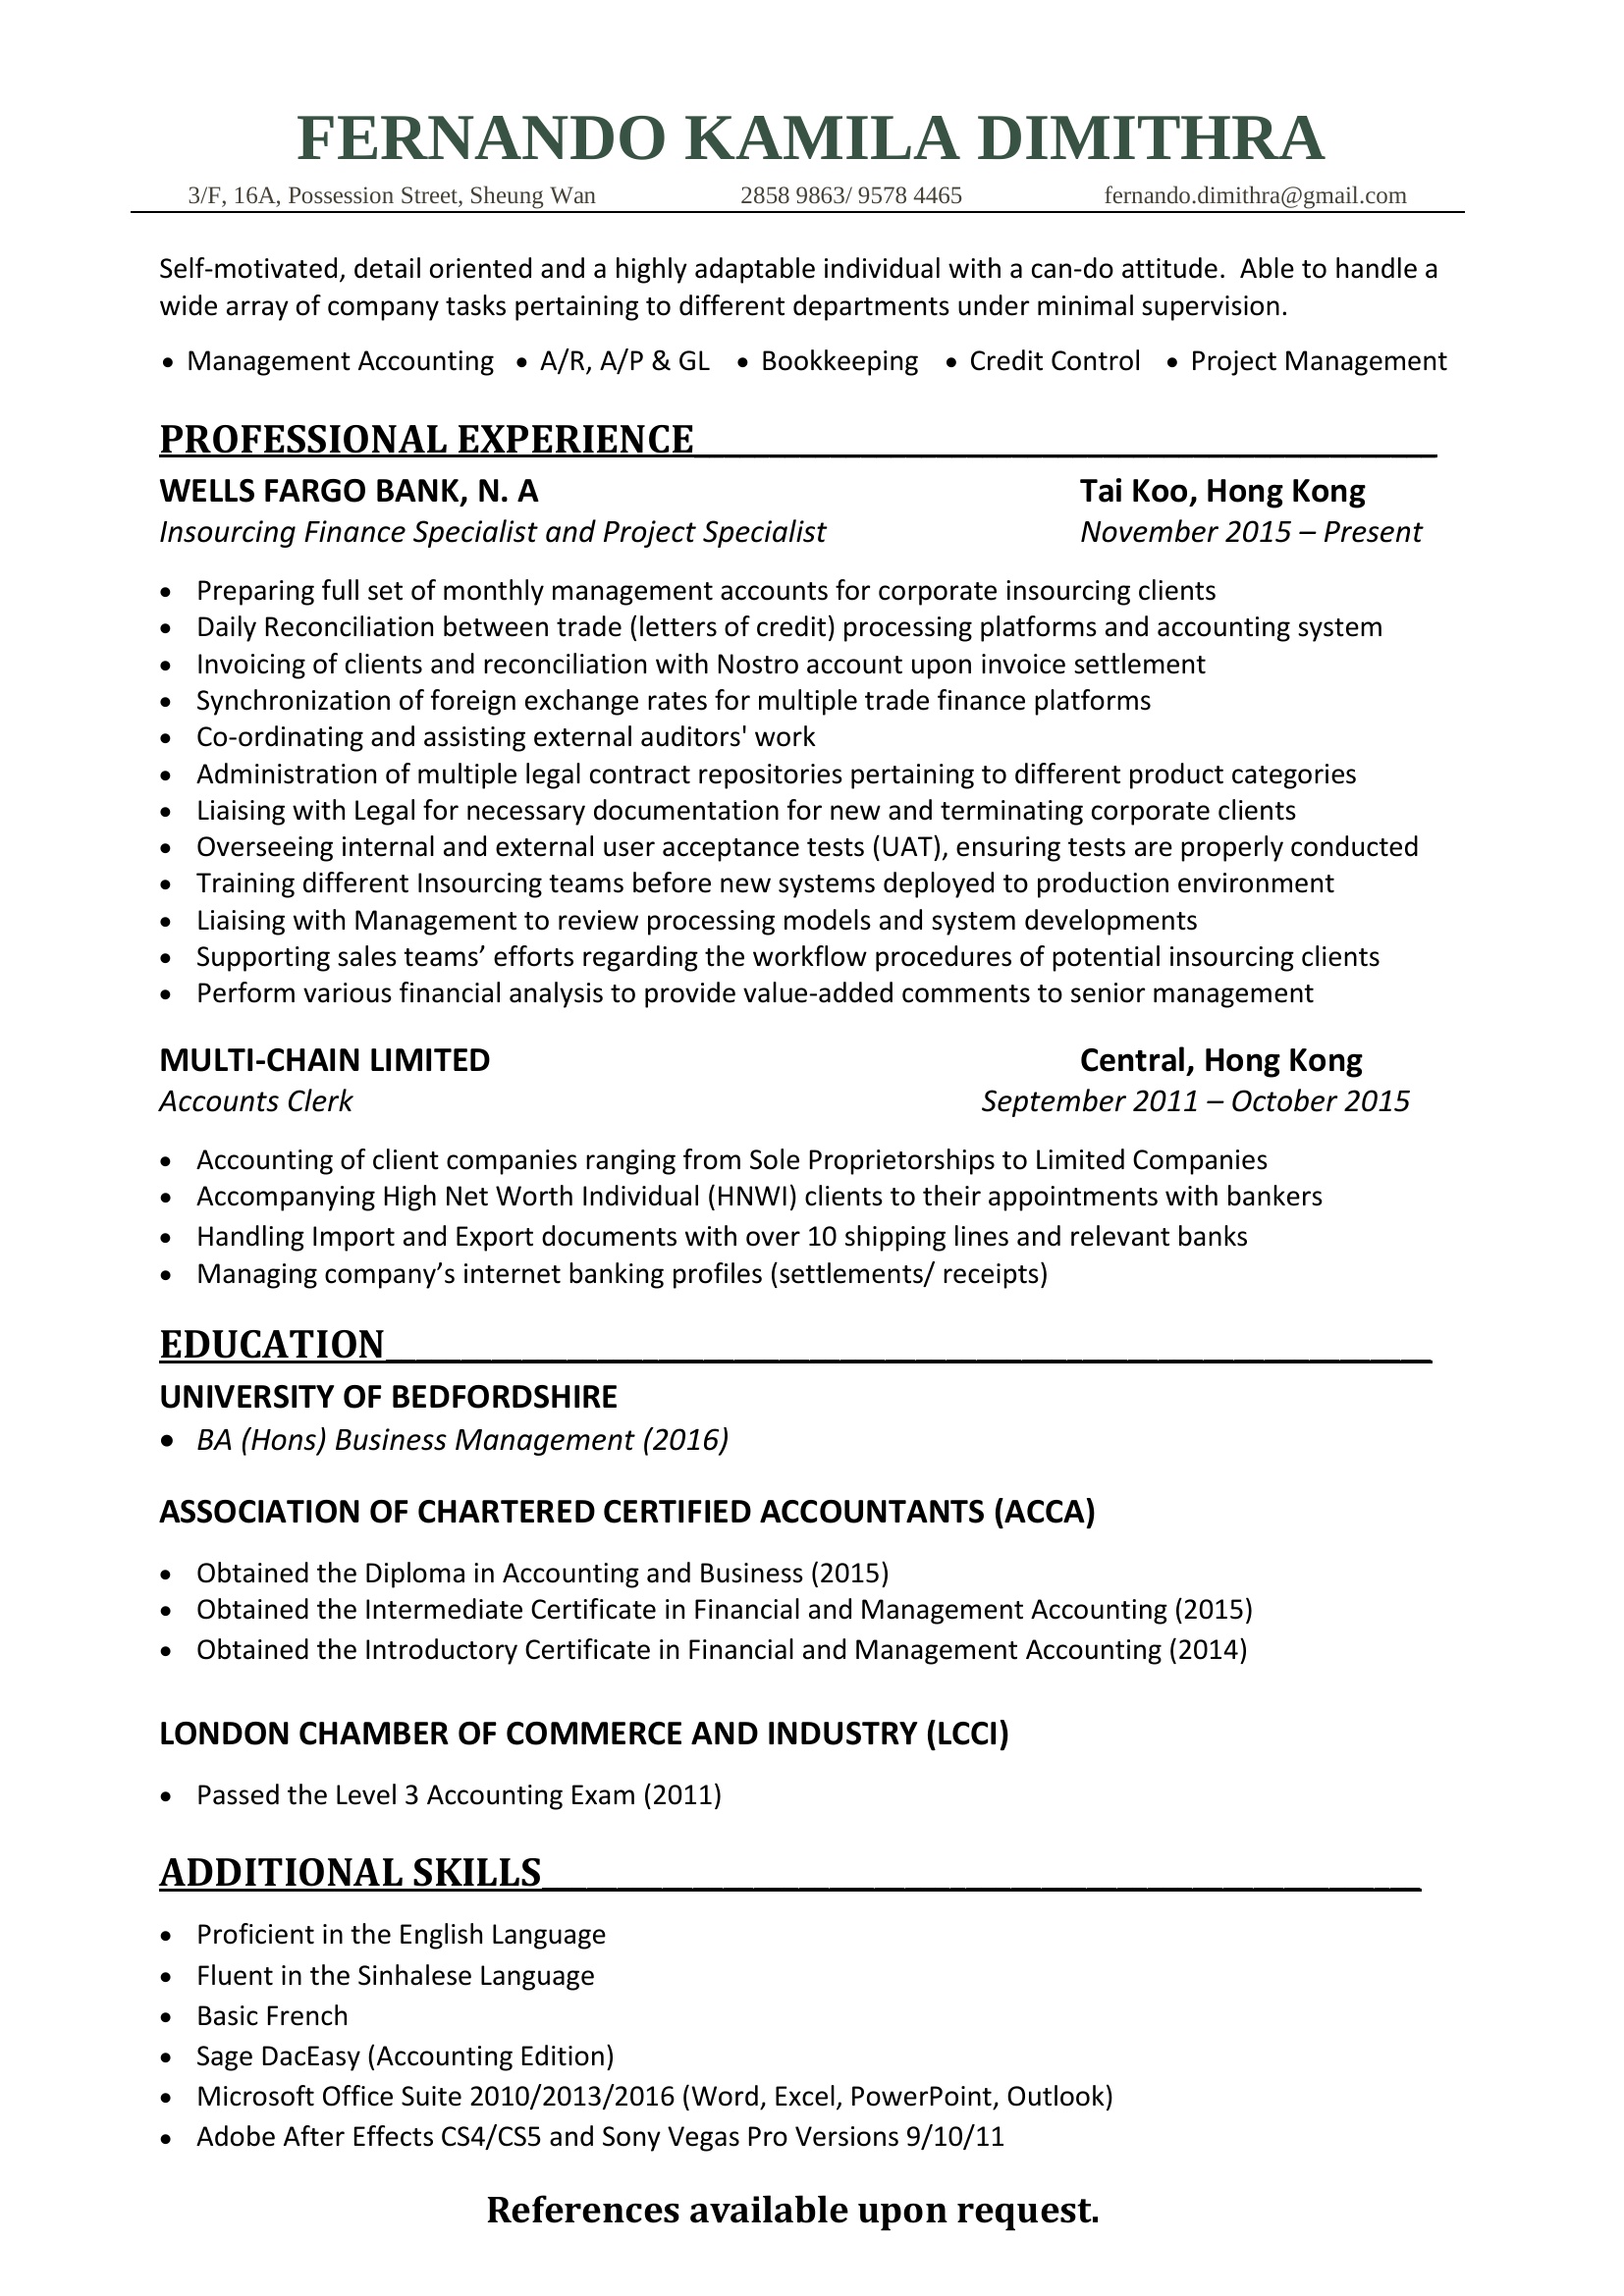 FERNANDO KAMILA DIMITHRA
3/F, 16A, Possession Street, Sheung Wan 2858 9863/ 9578 4465 fernando.dimithra@gmail.com
Self-motivated, detail oriented and a highly adaptable individual with a can-do attitude.  Able to handle a
wide array of company tasks pertaining to different departments under minimal supervision.
• Management Accounting • A/R, A/P & GL • Bookkeeping • Credit Control • Project Management
PROFESSIONAL EXPERIENCE
WELLS FARGO BANK, N. A Tai Koo, Hong Kong
Insourcing Finance Specialist and Project Specialist November 2015 – Present
• Preparing full set of monthly management accounts for corporate insourcing clients
• Daily Reconciliation between trade (letters of credit) processing platforms and accounting system
• Invoicing of clients and reconciliation with Nostro account upon invoice settlement
• Synchronization of foreign exchange rates for multiple trade finance platforms
• Co-ordinating and assisting external auditors' work
• Administration of multiple legal contract repositories pertaining to different product categories
• Liaising with Legal for necessary documentation for new and terminating corporate clients
• Overseeing internal and external user acceptance tests (UAT), ensuring tests are properly conducted
• Training different Insourcing teams before new systems deployed to production environment
• Liaising with Management to review processing models and system developments
• Supporting sales teams’ efforts regarding the workflow procedures of potential insourcing clients
• Perform various financial analysis to provide value-added comments to senior management
MULTI-CHAIN LIMITED Central, Hong Kong
Accounts Clerk September 2011 – October 2015
• Accounting of client companies ranging from Sole Proprietorships to Limited Companies
• Accompanying High Net Worth Individual (HNWI) clients to their appointments with bankers
• Handling Import and Export documents with over 10 shipping lines and relevant banks
• Managing company’s internet banking profiles (settlements/ receipts)
EDUCATION
UNIVERSITY OF BEDFORDSHIRE
• BA (Hons) Business Management (2016)
ASSOCIATION OF CHARTERED CERTIFIED ACCOUNTANTS (ACCA)
• Obtained the Diploma in Accounting and Business (2015)
• Obtained the Intermediate Certificate in Financial and Management Accounting (2015)
• Obtained the Introductory Certificate in Financial and Management Accounting (2014)
LONDON CHAMBER OF COMMERCE AND INDUSTRY (LCCI)
• Passed the Level 3 Accounting Exam (2011)
ADDITIONAL SKILLS
• Proficient in the English Language
• Fluent in the Sinhalese Language
• Basic French
• Sage DacEasy (Accounting Edition)
• Microsoft Office Suite 2010/2013/2016 (Word, Excel, PowerPoint, Outlook)
• Adobe After Effects CS4/CS5 and Sony Vegas Pro Versions 9/10/11
References available upon request.